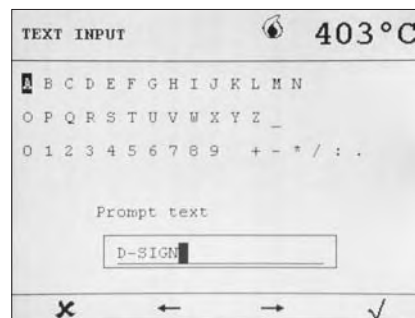 TEXT INPUT 403°C
A B C D E F G H I J K L M N
O P Q R S T U V W X Y Z _
0 1 2 3 4 5 6 7 8 9 + - * / : .
Prompt text
D-SIGN